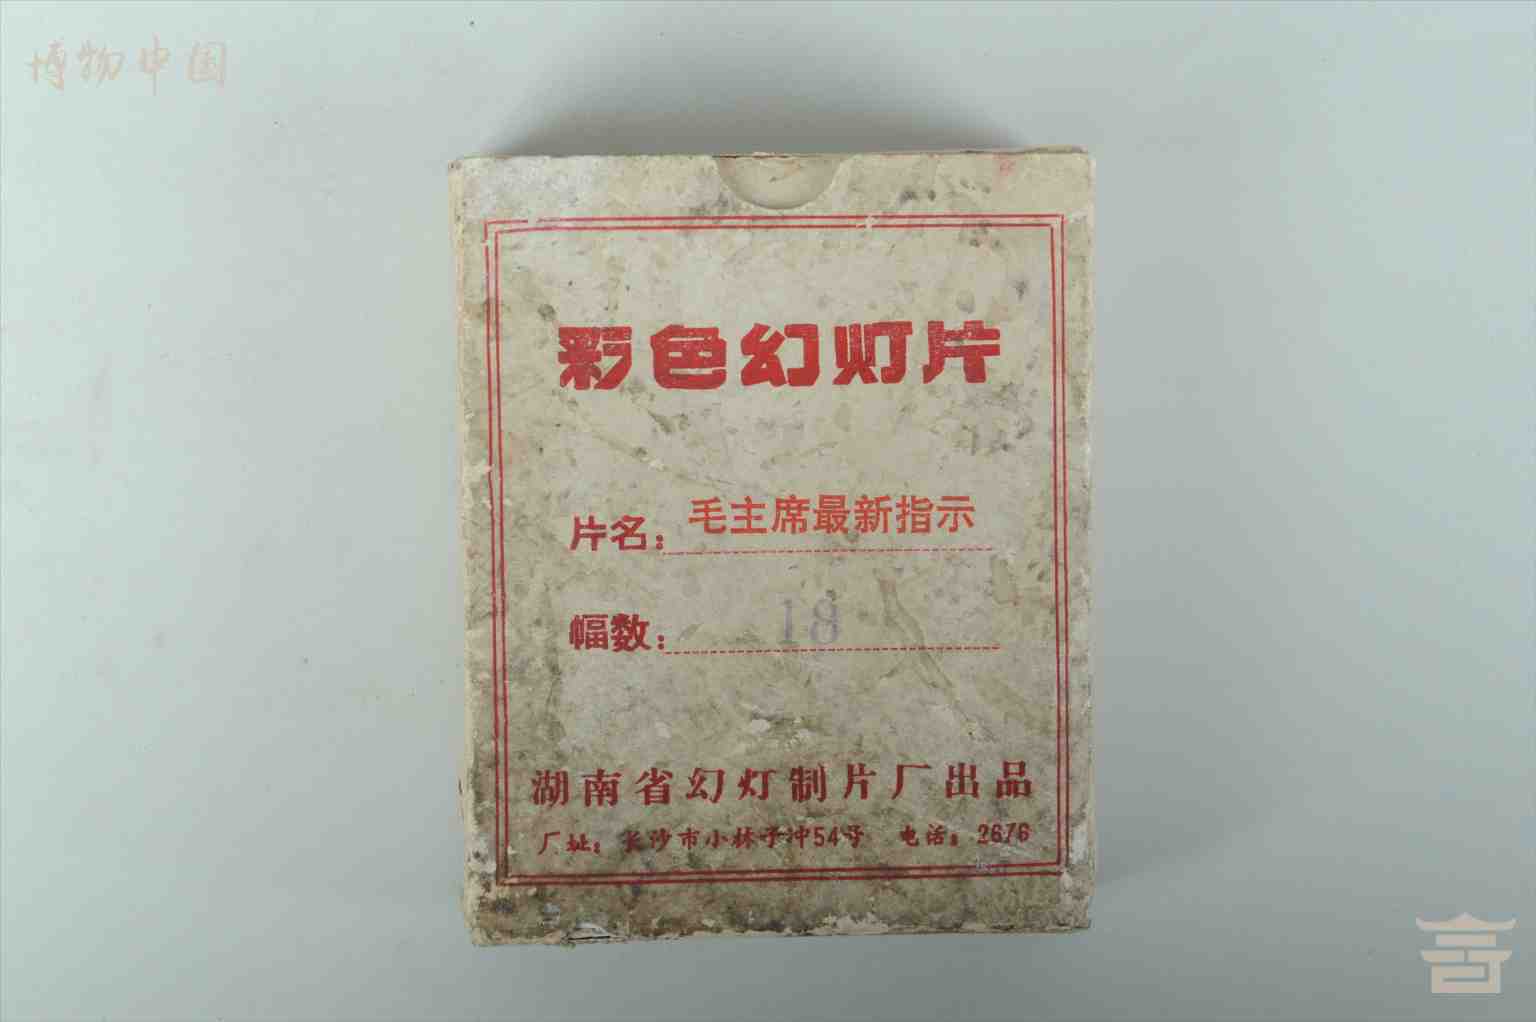 博物中国
彩色幻灯片
片名：毛主席最新指示
幅数：18
湖南省幻灯制片厂出品
厂址：长沙市小林子冲54号 电话：2676